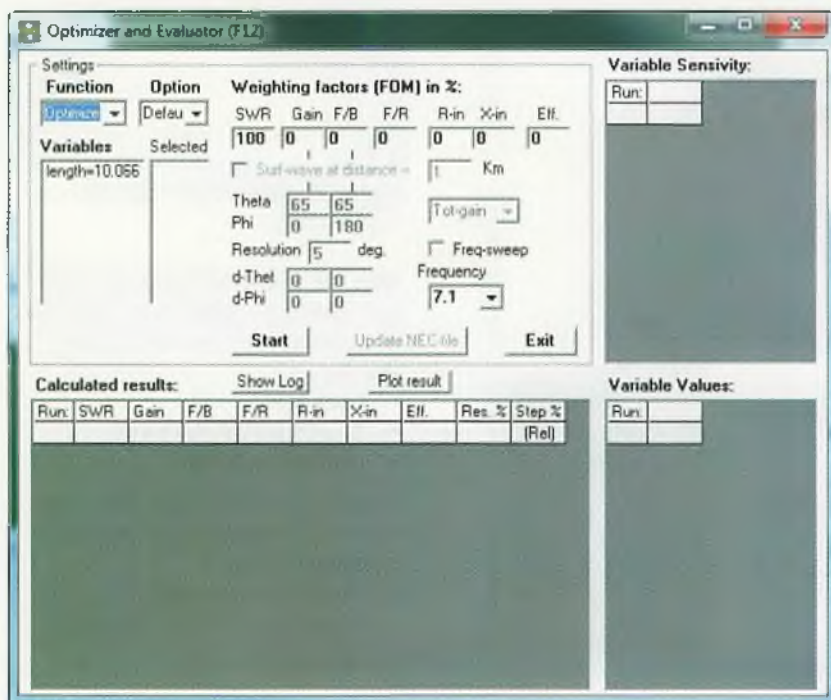 Optimizer and Evaluator (F12)
Settings
Function Option Weighting factors (FOM) in %:
Optimize Defau SWR Gain F/B F/R R-in X-in Eff.
100 0 0 0 0 0 0
Variables Selected
length=10.066
Surf-wave at distance = 1 Km
Theta 65 65 Tot-gain
Phi 0 180
Resolution 5 deg. Freq-sweep
d-Thet 0 0 Frequency
d-Phi 0 0 7.1
Start Update NEC-file Exit
Variable Sensivity:
Run:
Calculated results: Show Log Plot result
Run: SWR Gain F/B F/R R-in X-in Eff. Res. % Step %
(Rel)
Variable Values:
Run: